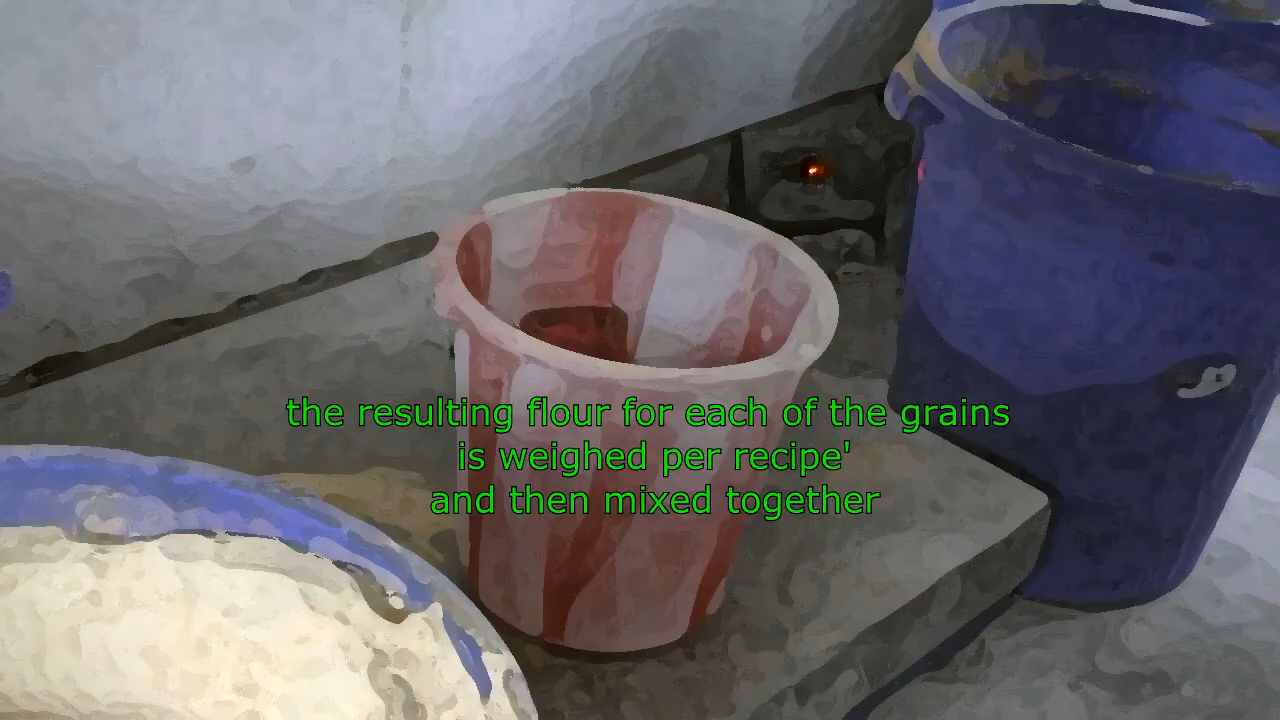 the resulting flour for each of the grains
is weighed per recipe'
and then mixed together